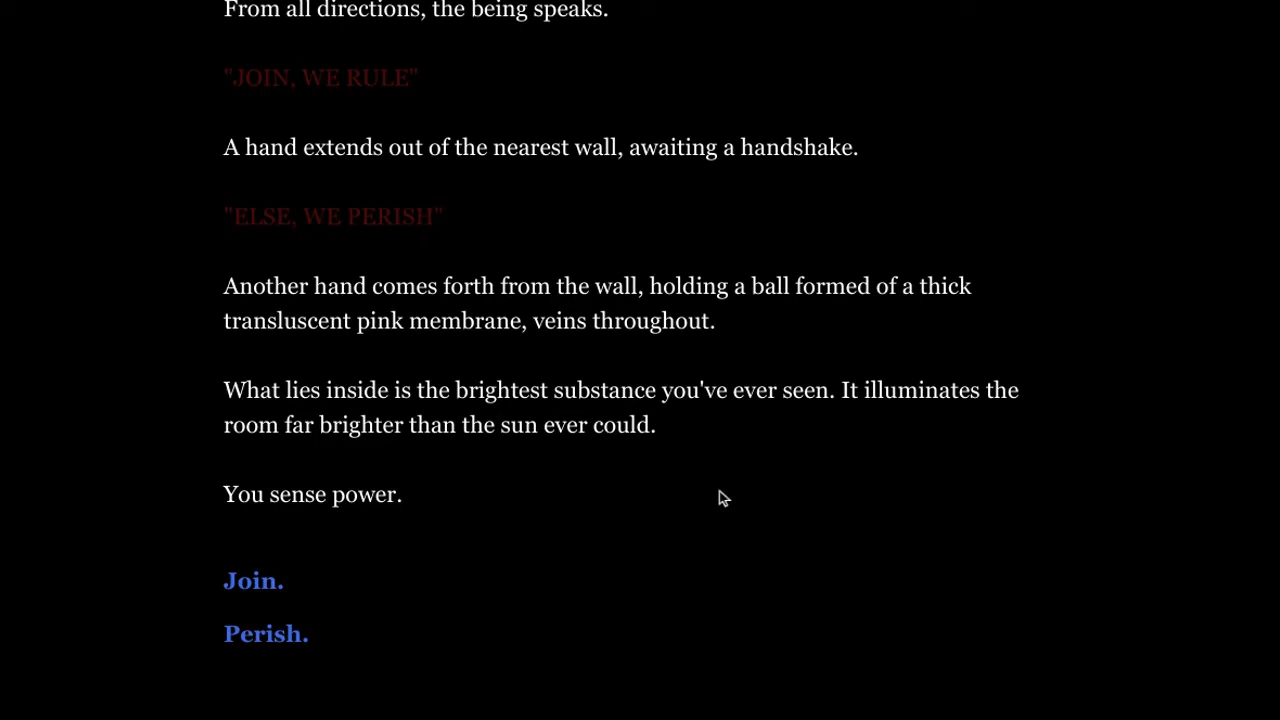 From all directions, the being speaks.
"JOIN, WE RULE"
A hand extends out of the nearest wall, awaiting a handshake.
"ELSE, WE PERISH"
Another hand comes forth from the wall, holding a ball formed of a thick
transluscent pink membrane, veins throughout.
What lies inside is the brightest substance you've ever seen. It illuminates the
room far brighter than the sun ever could.
You sense power.
Join.
Perish.